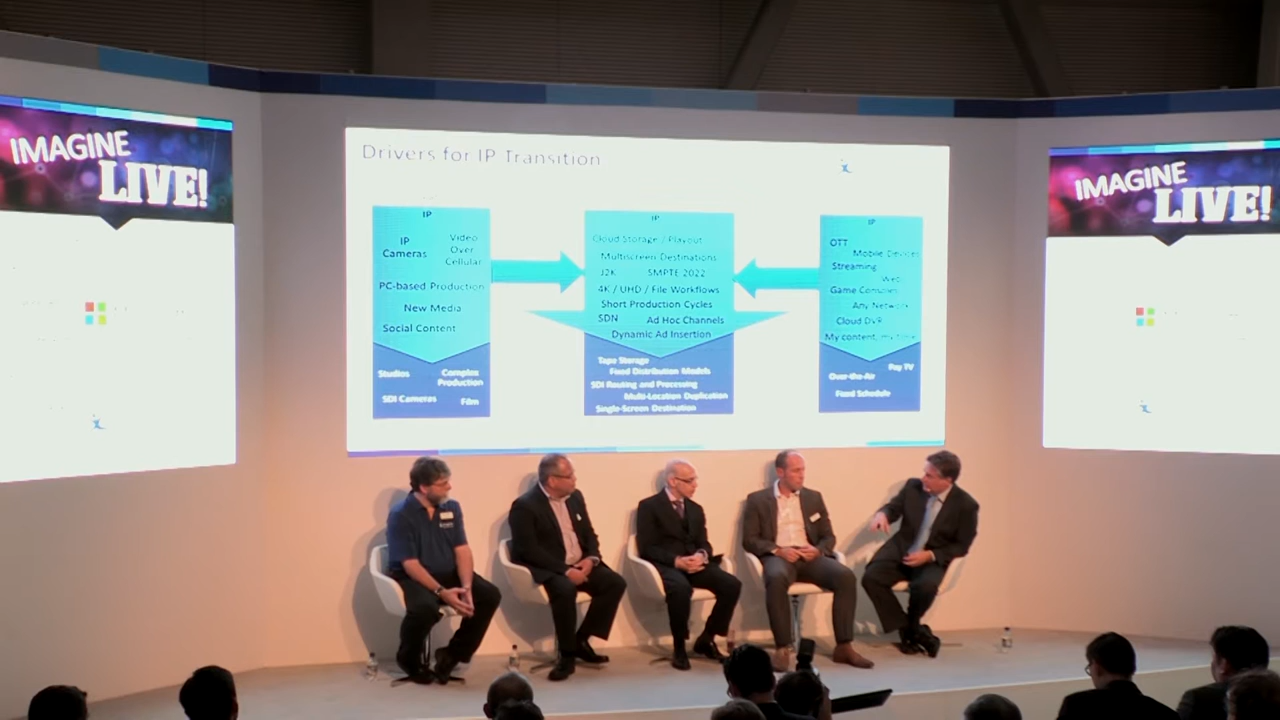 IMAGINE
LIVE!
Drivers for IP Transition
IP
IP
Cameras
Video
Over
Cellular
PC-based Production
New Media
Social Content
Studios
Complex
Production
SDI Cameras
Film
IP
Cloud Storage / Playout
Multiscreen Destinations
J2K SMPTE 2022
4K / UHD / File Workflows
Short Production Cycles
SDN Ad Hoc Channels
Dynamic Ad Insertion
Tape Storage
Fixed Distribution Models
SDI Routing and Processing
Multi-Location Duplication
Single-Screen Destination
IP
OTT
Mobile Devices
Streaming
Web
Game Consoles
Any Network
Cloud DVR
My content, my time
Pay TV
Over-the-Air
Fixed Schedule
IMAGINE
LIVE!